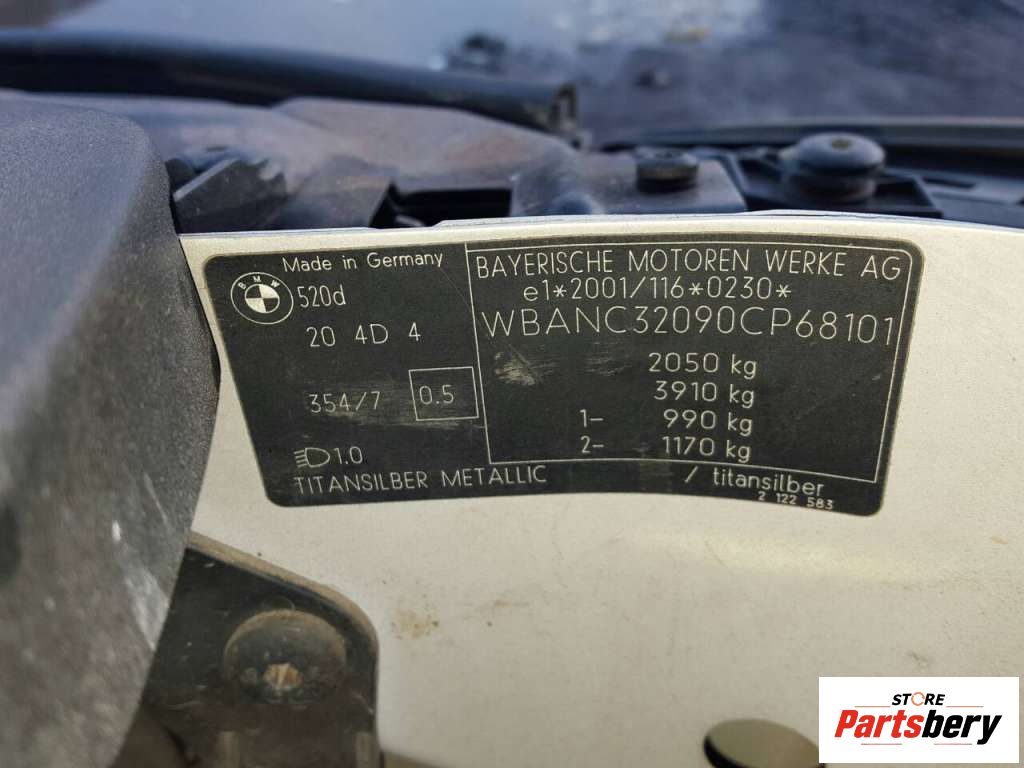 Made in Germany
BMW
520d
20 4D 4
354/7 0.5
1.0
TITANSILBER METALLIC / titansilber
2 122 583
BAYERISCHE MOTOREN WERKE AG
e1*2001/116*0230*
WBANC32090CP68101
2050 kg
3910 kg
1- 990 kg
2- 1170 kg
STORE
Partsbery